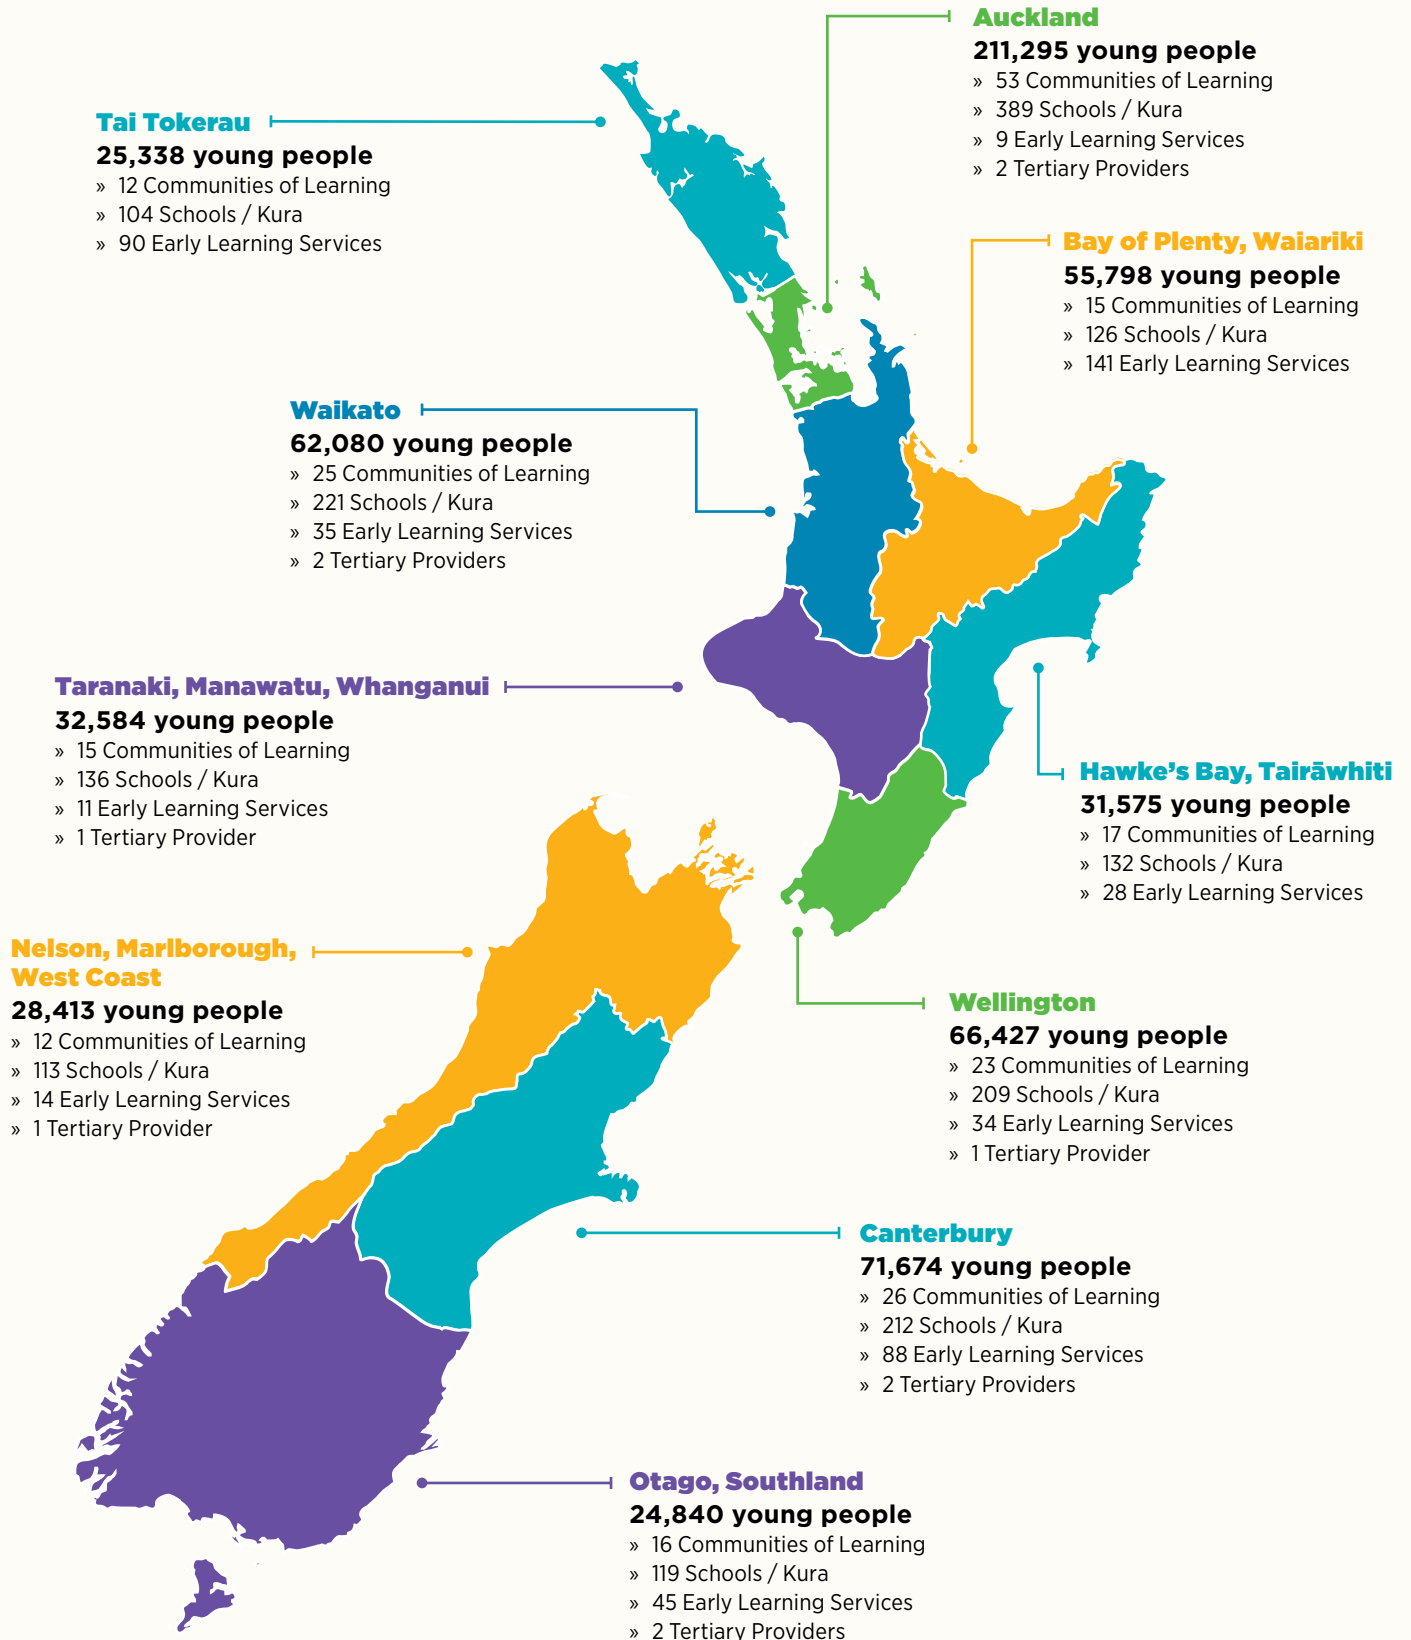 Auckland
211,295 young people
» 53 Communities of Learning
» 389 Schools / Kura
» 9 Early Learning Services
» 2 Tertiary Providers
Tai Tokerau
25,338 young people
» 12 Communities of Learning
» 104 Schools / Kura
» 90 Early Learning Services
Bay of Plenty, Waiariki
55,798 young people
» 15 Communities of Learning
» 126 Schools / Kura
» 141 Early Learning Services
Waikato
62,080 young people
» 25 Communities of Learning
» 221 Schools / Kura
» 35 Early Learning Services
» 2 Tertiary Providers
Taranaki, Manawatu, Whanganui
32,584 young people
» 15 Communities of Learning
» 136 Schools / Kura
» 11 Early Learning Services
» 1 Tertiary Provider
Hawke's Bay, Tairāwhiti
31,575 young people
» 17 Communities of Learning
» 132 Schools / Kura
» 28 Early Learning Services
Nelson, Marlborough,
West Coast
28,413 young people
» 12 Communities of Learning
» 113 Schools / Kura
» 14 Early Learning Services
» 1 Tertiary Provider
Wellington
66,427 young people
» 23 Communities of Learning
» 209 Schools / Kura
» 34 Early Learning Services
» 1 Tertiary Provider
Canterbury
71,674 young people
» 26 Communities of Learning
» 212 Schools / Kura
» 88 Early Learning Services
» 2 Tertiary Providers
Otago, Southland
24,840 young people
» 16 Communities of Learning
» 119 Schools / Kura
» 45 Early Learning Services
» 2 Tertiary Providers